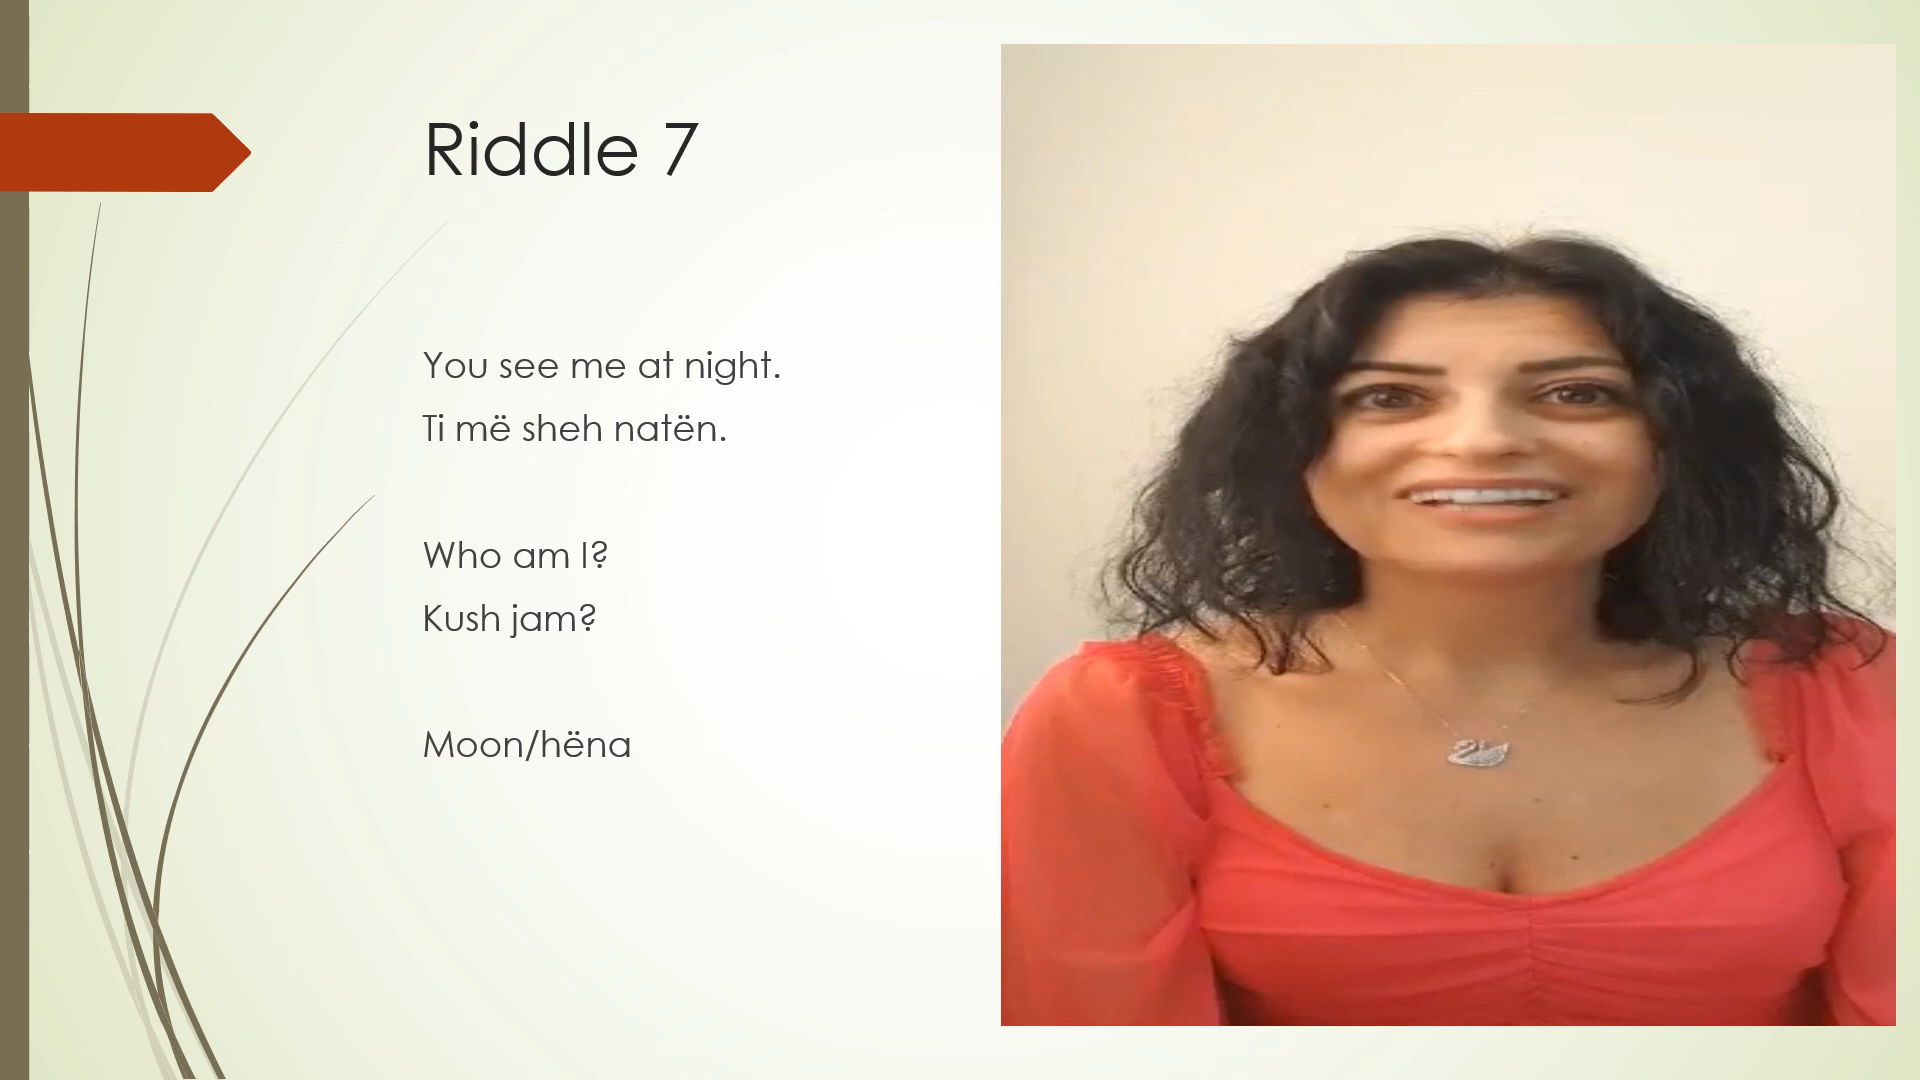 Riddle 7
You see me at night.
Ti më sheh natën.
Who am I?
Kush jam?
Moon/hëna